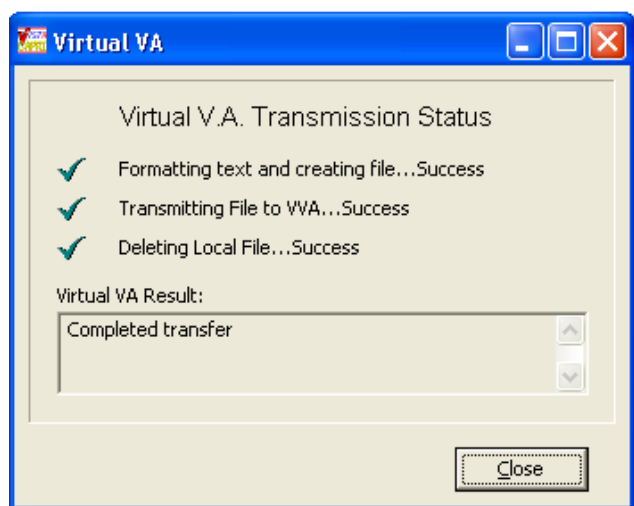 Virtual VA
Virtual V.A. Transmission Status
Formatting text and creating file...Success
Transmitting File to VVA...Success
Deleting Local File...Success
Virtual VA Result:
Completed transfer
Close